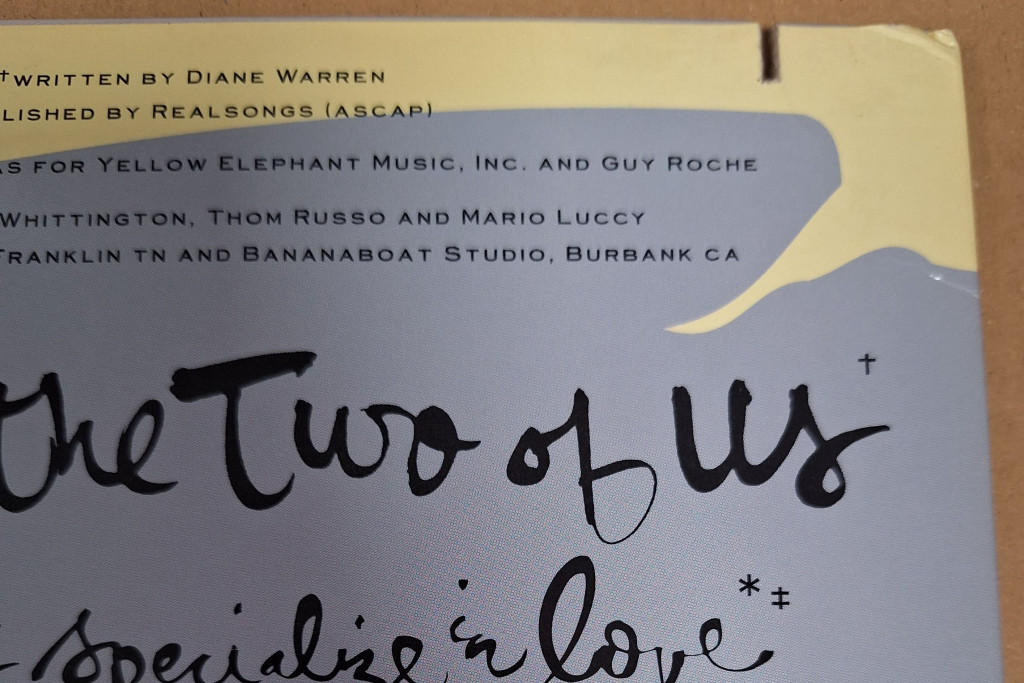 †WRITTEN BY DIANE WARREN
LISHED BY REALSONGS (ASCAP)
AS FOR YELLOW ELEPHANT MUSIC, INC. AND GUY ROCHE
WHITTINGTON, THOM RUSSO AND MARIO LUCCY
FRANKLIN TN AND BANANABOAT STUDIO, BURBANK CA
the Two of Us†
specialize in love*‡